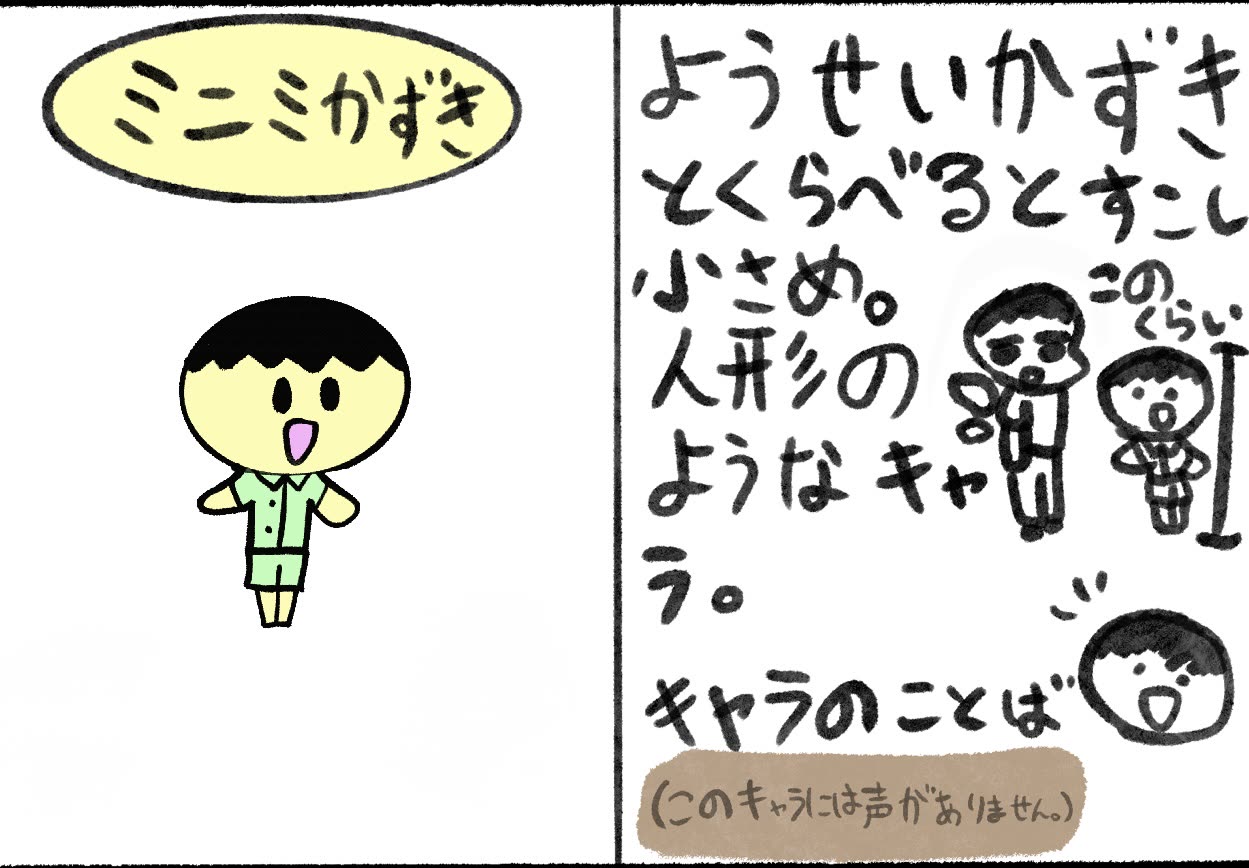 ミニミかずき
ようせいかずき
とくらべるとすこし
小さめ。
人形の
ようなキャ
ラ。
この
くらい
キャラのことば
(このキャラには声がありません。)